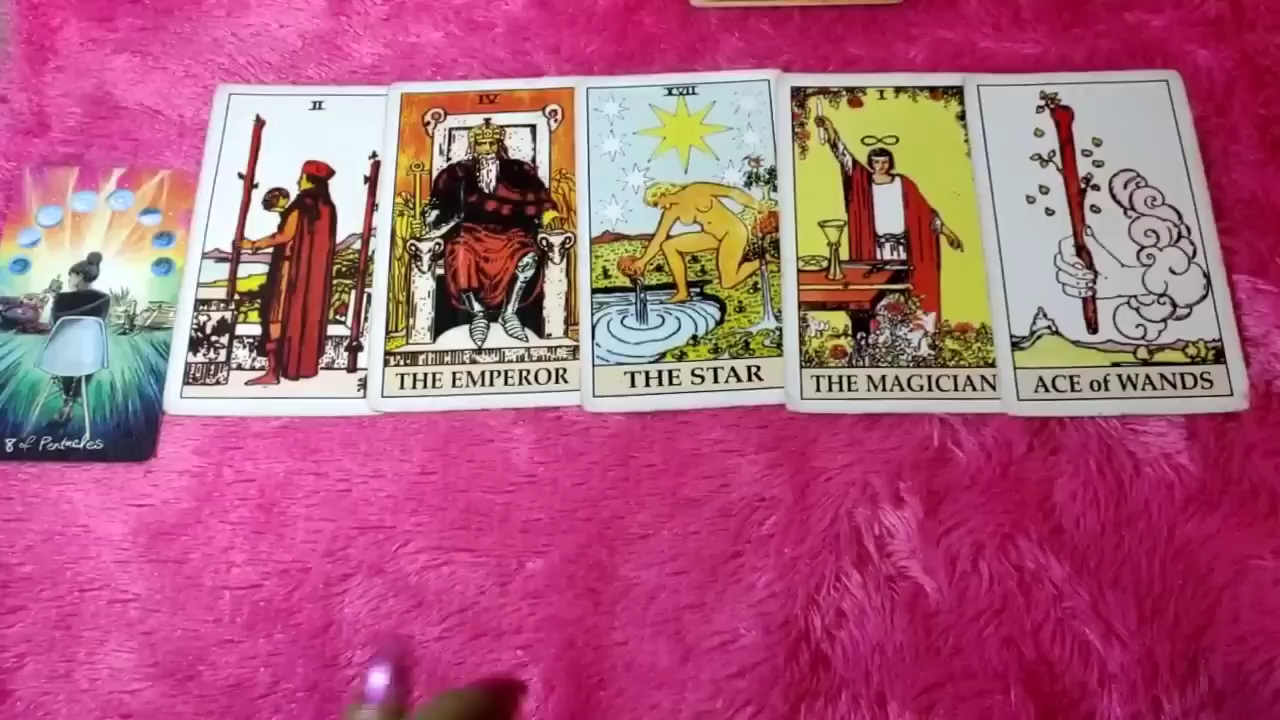 II
IV
XVII
I
THE EMPEROR
THE STAR
THE MAGICIAN
ACE of WANDS
8 of Pentacles